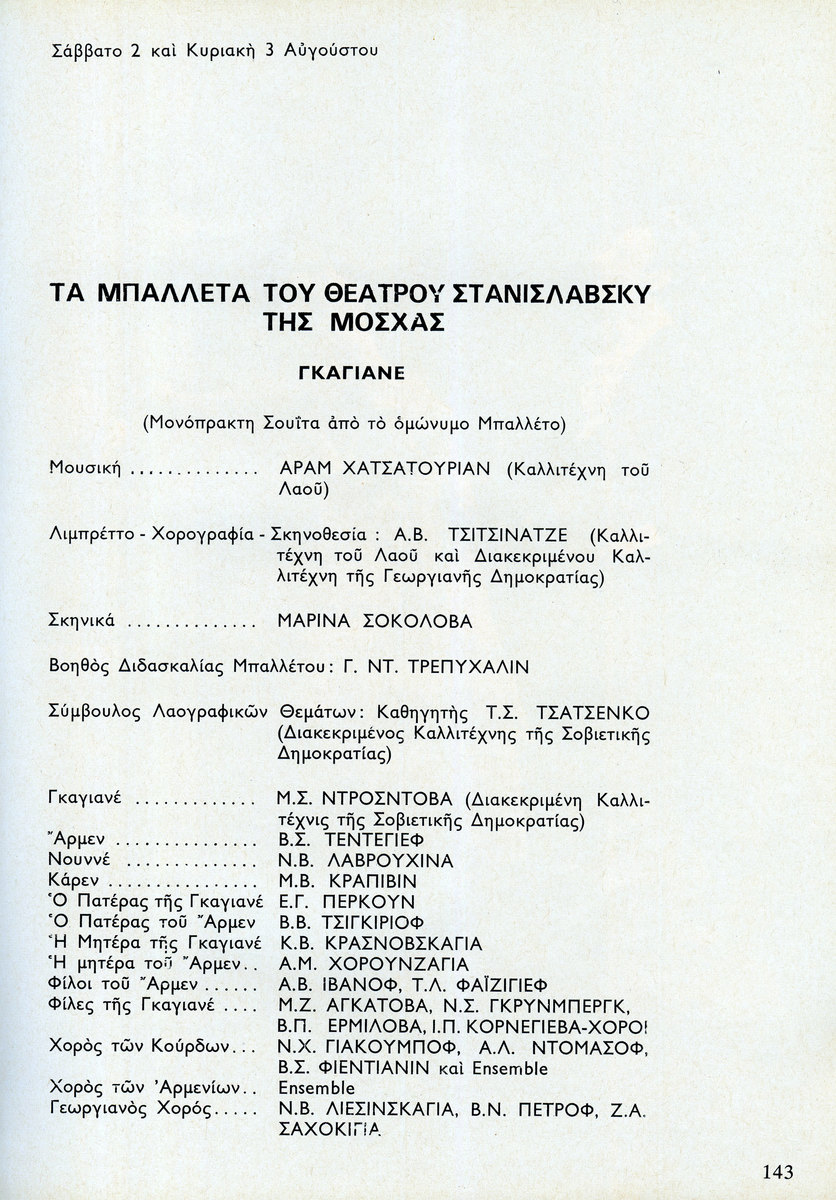 Σάββατο 2 καὶ Κυριακὴ 3 Αὐγούστου
ΤΑ ΜΠΑΛΛΕΤΑ ΤΟΥ ΘΕΑΤΡΟΥ ΣΤΑΝΙΣΛΑΒΣΚΥ
ΤΗΣ ΜΟΣΧΑΣ
ΓΚΑΓΙΑΝΕ
(Μονόπρακτη Σουΐτα ἀπὸ τὸ ὁμώνυμο Μπαλλέτο)
Μουσική .............. ΑΡΑΜ ΧΑΤΣΑΤΟΥΡΙΑΝ (Καλλιτέχνη τοῦ
Λαοῦ)
Λιμπρέττο - Χορογραφία - Σκηνοθεσία : Α.Β. ΤΣΙΤΣΙΝΑΤΖΕ (Καλλι-
τέχνη τοῦ Λαοῦ καὶ Διακεκριμένου Καλ-
λιτέχνη τῆς Γεωργιανῆς Δημοκρατίας)
Σκηνικά .............. ΜΑΡΙΝΑ ΣΟΚΟΛΟΒΑ
Βοηθὸς Διδασκαλίας Μπαλλέτου: Γ. ΝΤ. ΤΡΕΠΥΧΑΛΙΝ
Σύμβουλος Λαογραφικῶν Θεμάτων: Καθηγητὴς Τ.Σ. ΤΣΑΤΣΕΝΚΟ
(Διακεκριμένος Καλλιτέχνης τῆς Σοβιετικῆς
Δημοκρατίας)
Γκαγιανέ ............. Μ.Σ. ΝΤΡΟΣΝΤΟΒΑ (Διακεκριμένη Καλλι-
τέχνις τῆς Σοβιετικῆς Δημοκρατίας)
Ἄρμεν ............... Β.Σ. ΤΕΝΤΕΓΙΕΦ
Νουννέ .............. Ν.Β. ΛΑΒΡΟΥΧΙΝΑ
Κάρεν ................ Μ.Β. ΚΡΑΠΙΒΙΝ
Ὁ Πατέρας τῆς Γκαγιανέ Ε.Γ. ΠΕΡΚΟΥΝ
Ὁ Πατέρας τοῦ Ἄρμεν Β.Β. ΤΣΙΓΚΙΡΙΟΦ
Ἡ Μητέρα τῆς Γκαγιανέ Κ.Β. ΚΡΑΣΝΟΒΣΚΑΓΙΑ
Ἡ μητέρα τοῦ Ἄρμεν.. Α.Μ. ΧΟΡΟΥΝΖΑΓΙΑ
Φίλοι τοῦ Ἄρμεν ...... Α.Β. ΙΒΑΝΟΦ, Τ.Λ. ΦΑΪΖΙΓΙΕΦ
Φίλες τῆς Γκαγιανέ .... Μ.Ζ. ΑΓΚΑΤΟΒΑ, Ν.Σ. ΓΚΡΥΝΜΠΕΡΓΚ,
Β.Π. ΕΡΜΙΛΟΒΑ, Ι.Π. ΚΟΡΝΕΓΙΕΒΑ-ΧΟΡΟΙ
Χορὸς τῶν Κούρδων... Ν.Χ. ΓΙΑΚΟΥΜΠΟΦ, Α.Λ. ΝΤΟΜΑΣΟΦ,
Β.Σ. ΦΙΕΝΤΙΑΝΙΝ καὶ Ensemble
Χορὸς τῶν Ἀρμενίων.. Ensemble
Γεωργιανὸς Χορός..... Ν.Β. ΛΙΕΣΙΝΣΚΑΓΙΑ, Β.Ν. ΠΕΤΡΟΦ, Ζ.Α.
ΣΑΧΟΚΙΓΙΑ
143